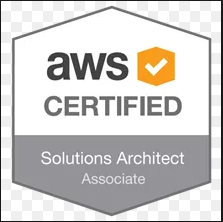 aws
CERTIFIED
Solutions Architect
Associate